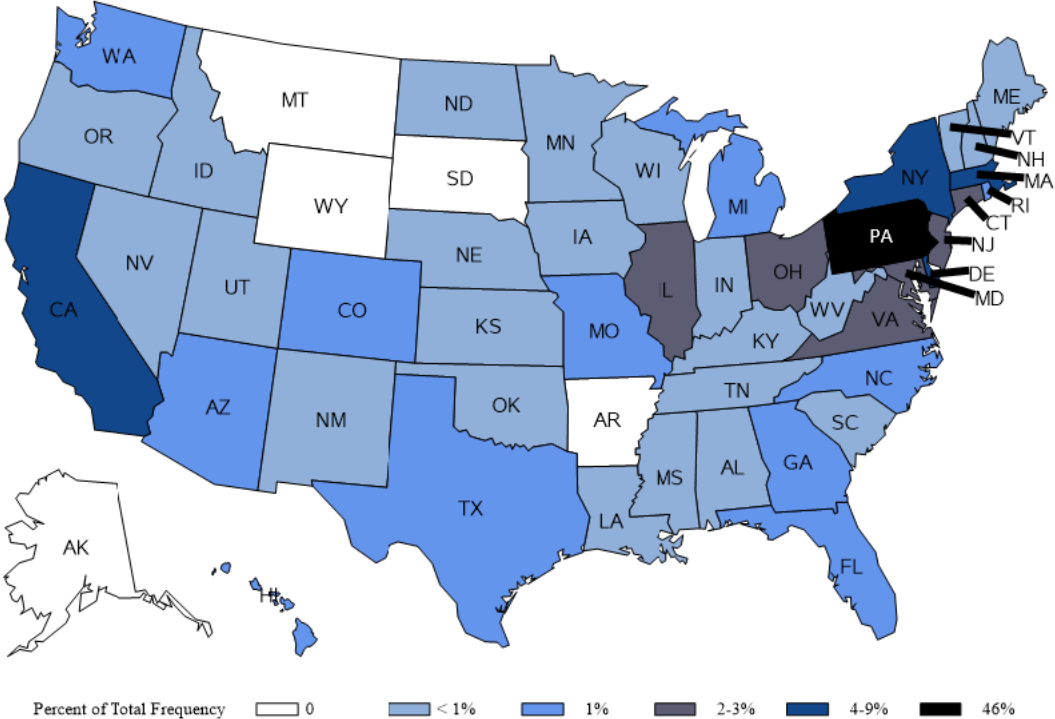 WA
MT
ND
ME
OR
MN
VT
ID
SD
WI
NH
WY
NY
MA
MI
RI
CT
NV
NE
IA
PA
NJ
UT
IL
IN
OH
DE
MD
CA
CO
KS
MO
WV
VA
KY
AZ
NM
OK
AR
TN
NC
SC
MS
AL
GA
TX
LA
AK
FL
HI
Percent of Total Frequency 0 < 1% 1% 2-3% 4-9% 46%